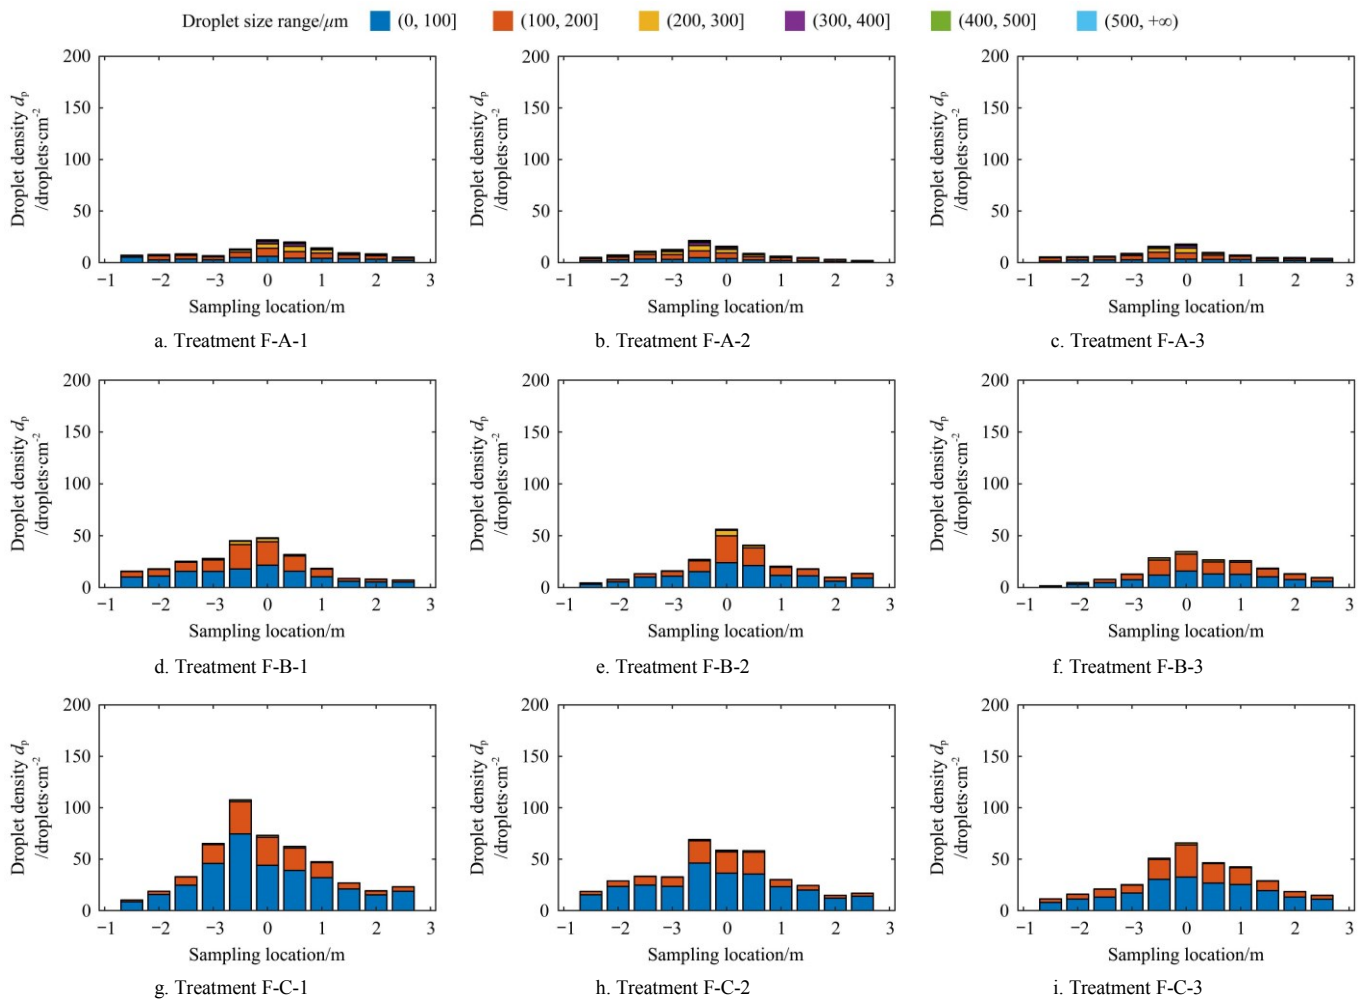 Droplet size range/μm (0, 100] (100, 200] (200, 300] (300, 400] (400, 500] (500, +∞)
Droplet density dp
/droplets·cm-2
200
150
100
50
0
−1 −2 −3 0 1 2 3
Sampling location/m
a. Treatment F-A-1
Droplet density dp
/droplets·cm-2
200
150
100
50
0
−1 −2 −3 0 1 2 3
Sampling location/m
b. Treatment F-A-2
Droplet density dp
/droplets·cm-2
200
150
100
50
0
−1 −2 −3 0 1 2 3
Sampling location/m
c. Treatment F-A-3
Droplet density dp
/droplets·cm-2
200
150
100
50
0
−1 −2 −3 0 1 2 3
Sampling location/m
d. Treatment F-B-1
Droplet density dp
/droplets·cm-2
200
150
100
50
0
−1 −2 −3 0 1 2 3
Sampling location/m
e. Treatment F-B-2
Droplet density dp
/droplets·cm-2
200
150
100
50
0
−1 −2 −3 0 1 2 3
Sampling location/m
f. Treatment F-B-3
Droplet density dp
/droplets·cm-2
200
150
100
50
0
−1 −2 −3 0 1 2 3
Sampling location/m
g. Treatment F-C-1
Droplet density dp
/droplets·cm-2
200
150
100
50
0
−1 −2 −3 0 1 2 3
Sampling location/m
h. Treatment F-C-2
Droplet density dp
/droplets·cm-2
200
150
100
50
0
−1 −2 −3 0 1 2 3
Sampling location/m
i. Treatment F-C-3